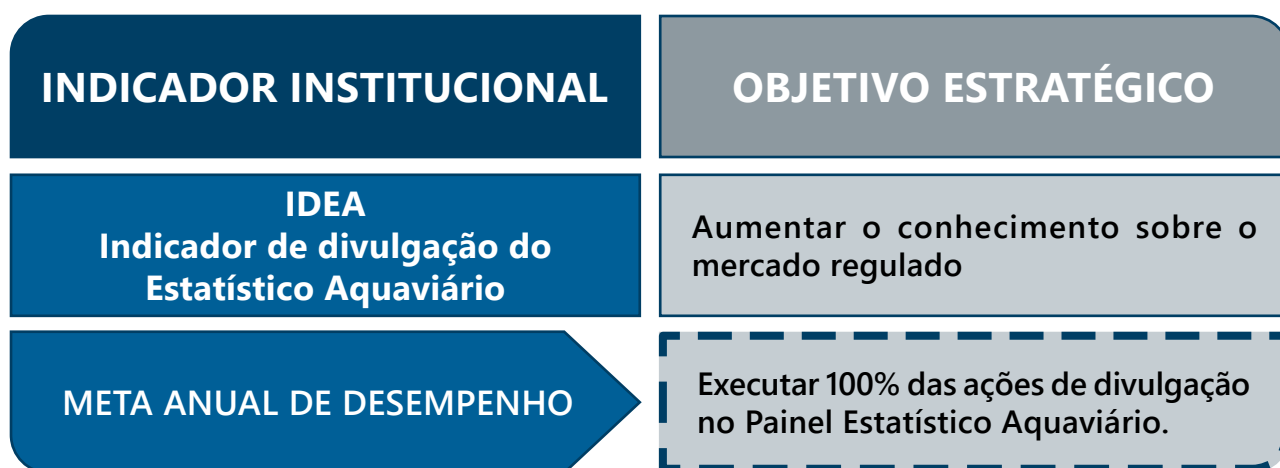 INDICADOR INSTITUCIONAL
OBJETIVO ESTRATÉGICO
IDEA
Indicador de divulgação do
Estatístico Aquaviário
Aumentar o conhecimento sobre o
mercado regulado
META ANUAL DE DESEMPENHO
Executar 100% das ações de divulgação
no Painel Estatístico Aquaviário.